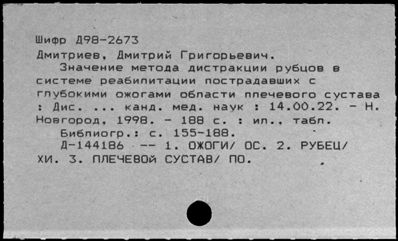 Шифр Д98-2673
Дмитриев, Дмитрий Григорьевич.
Значение метода дистракции рубцов в
системе реабилитации пострадавших с
глубокими ожогами области плечевого сустава
: Дис. ... канд. мед. наук : 14.00.22. - Н.
Новгород, 1998. - 188 с. : ил., табл.
Библиогр.: с. 155-188.
Д-144186 -- 1. ОЖОГИ/ ОС. 2. РУБЕЦ/
ХИ. 3. ПЛЕЧЕВОЙ СУСТАВ/ ПО.